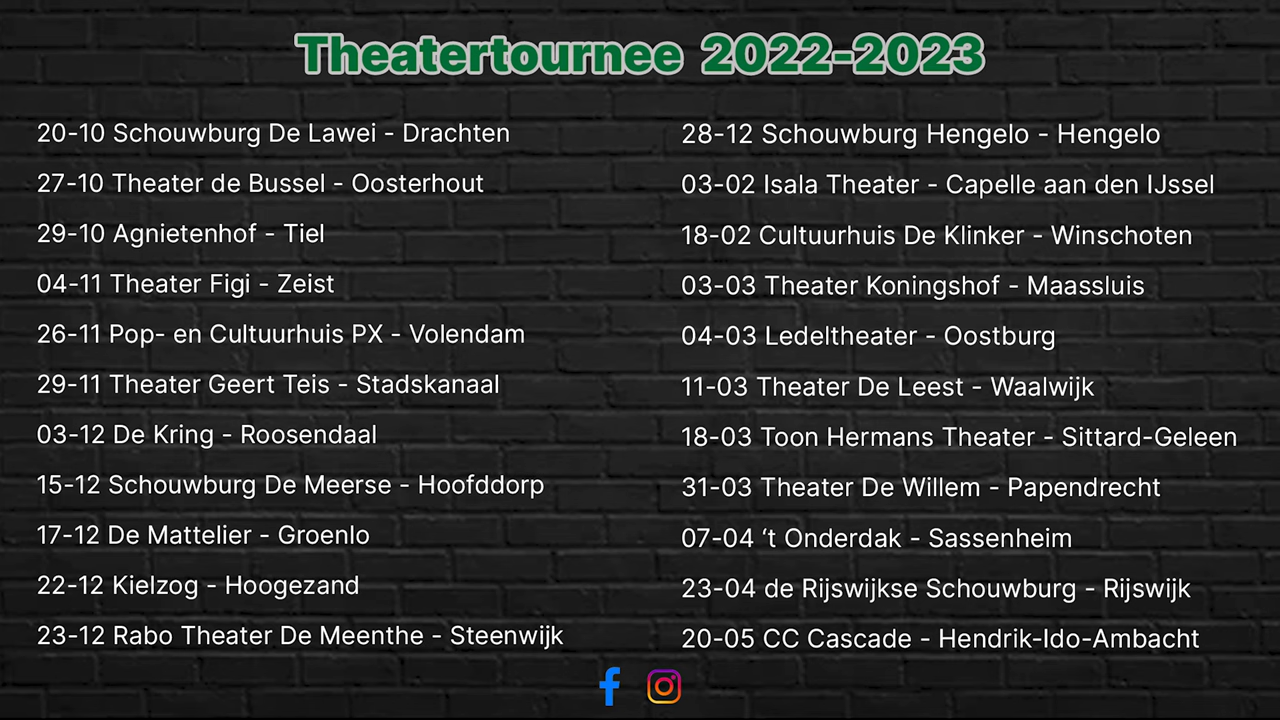 Theatertournee 2022-2023
20-10 Schouwburg De Lawei - Drachten
27-10 Theater de Bussel - Oosterhout
29-10 Agnietenhof - Tiel
04-11 Theater Figi - Zeist
26-11 Pop- en Cultuurhuis PX - Volendam
29-11 Theater Geert Teis - Stadskanaal
03-12 De Kring - Roosendaal
15-12 Schouwburg De Meerse - Hoofddorp
17-12 De Mattelier - Groenlo
22-12 Kielzog - Hoogezand
23-12 Rabo Theater De Meenthe - Steenwijk
28-12 Schouwburg Hengelo - Hengelo
03-02 Isala Theater - Capelle aan den IJssel
18-02 Cultuurhuis De Klinker - Winschoten
03-03 Theater Koningshof - Maassluis
04-03 Ledeltheater - Oostburg
11-03 Theater De Leest - Waalwijk
18-03 Toon Hermans Theater - Sittard-Geleen
31-03 Theater De Willem - Papendrecht
07-04 ‘t Onderdak - Sassenheim
23-04 de Rijswijkse Schouwburg - Rijswijk
20-05 CC Cascade - Hendrik-Ido-Ambacht